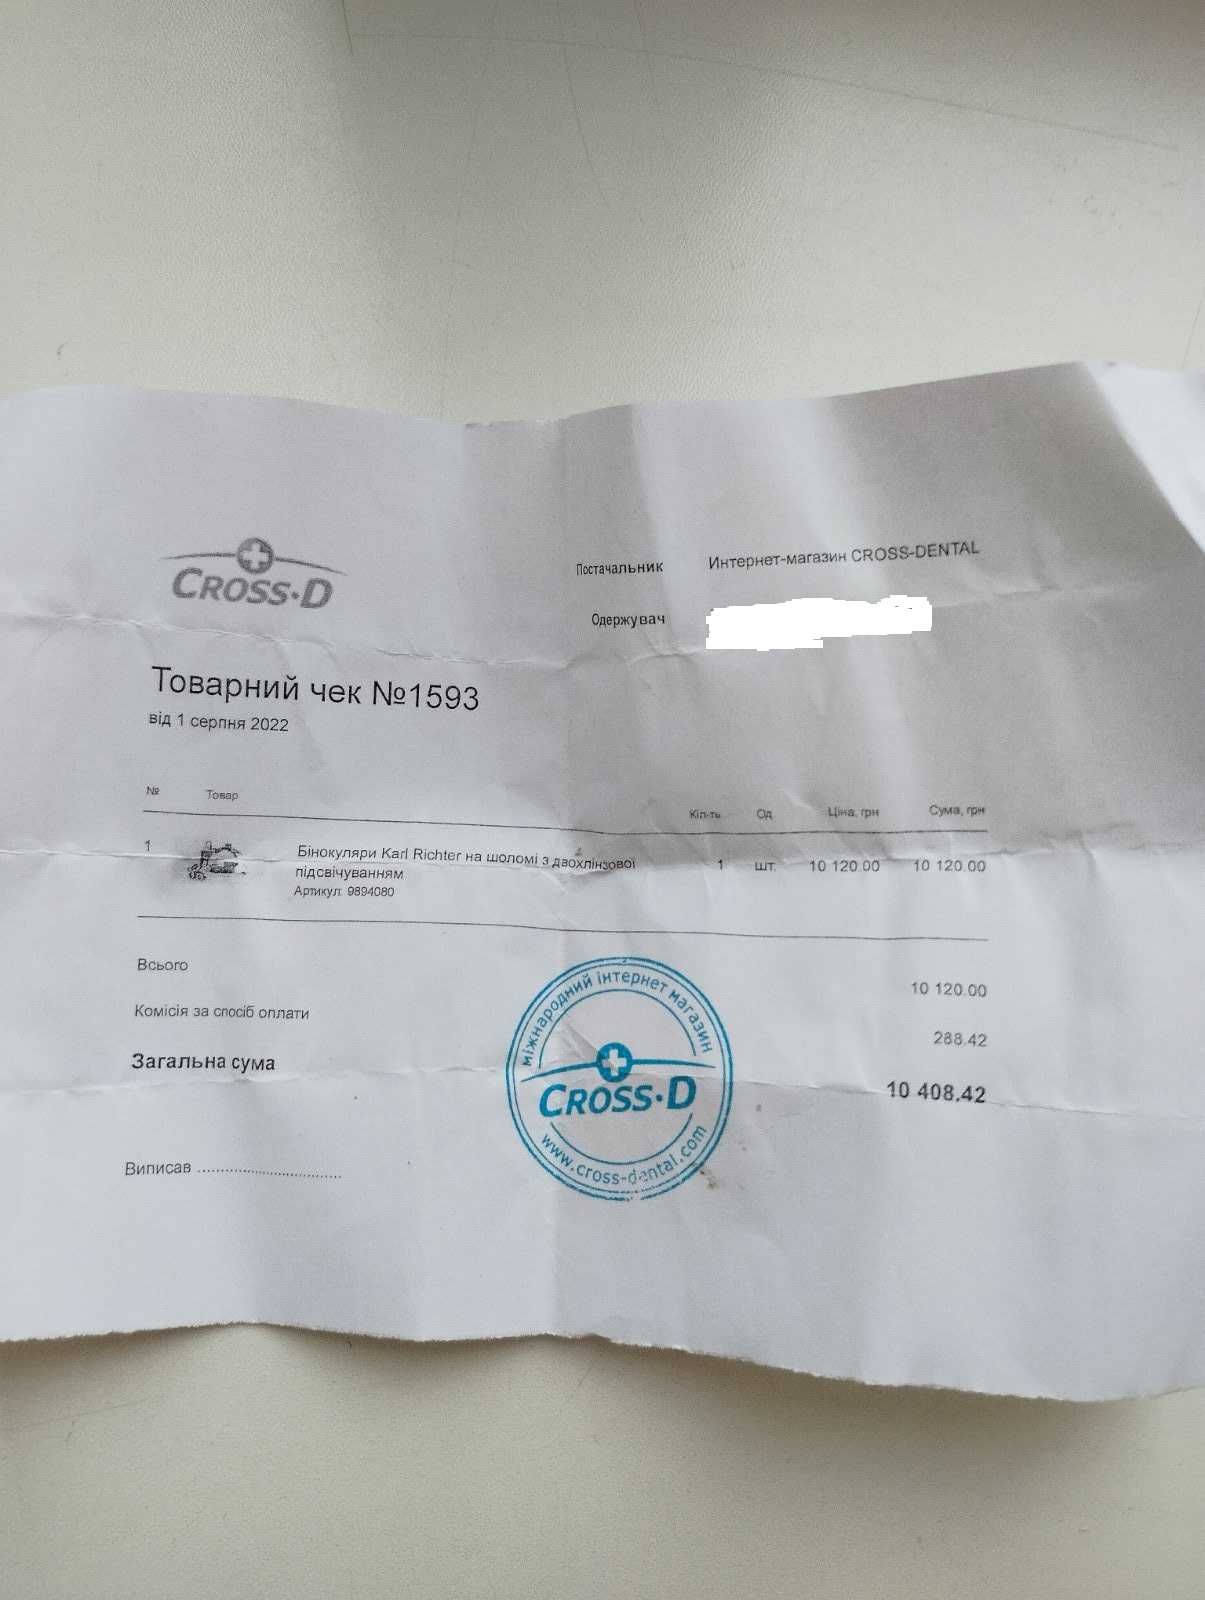 CROSS·D
Постачальник Интернет-магазин CROSS-DENTAL
Одержувач
Товарний чек №1593
від 1 серпня 2022
№ Товар Кіл-ть Од. Ціна, грн Сума, грн
1 Бінокуляри Karl Richter на шоломі з двохлінзової 1 шт. 10 120.00 10 120.00
підсвічуванням
Артикул: 9894080
Всього 10 120.00
Комісія за спосіб оплати 288.42
Загальна сума 10 408.42
міжнародний інтернет магазин
CROSS·D
www.cross-dental.com
Виписав ................................